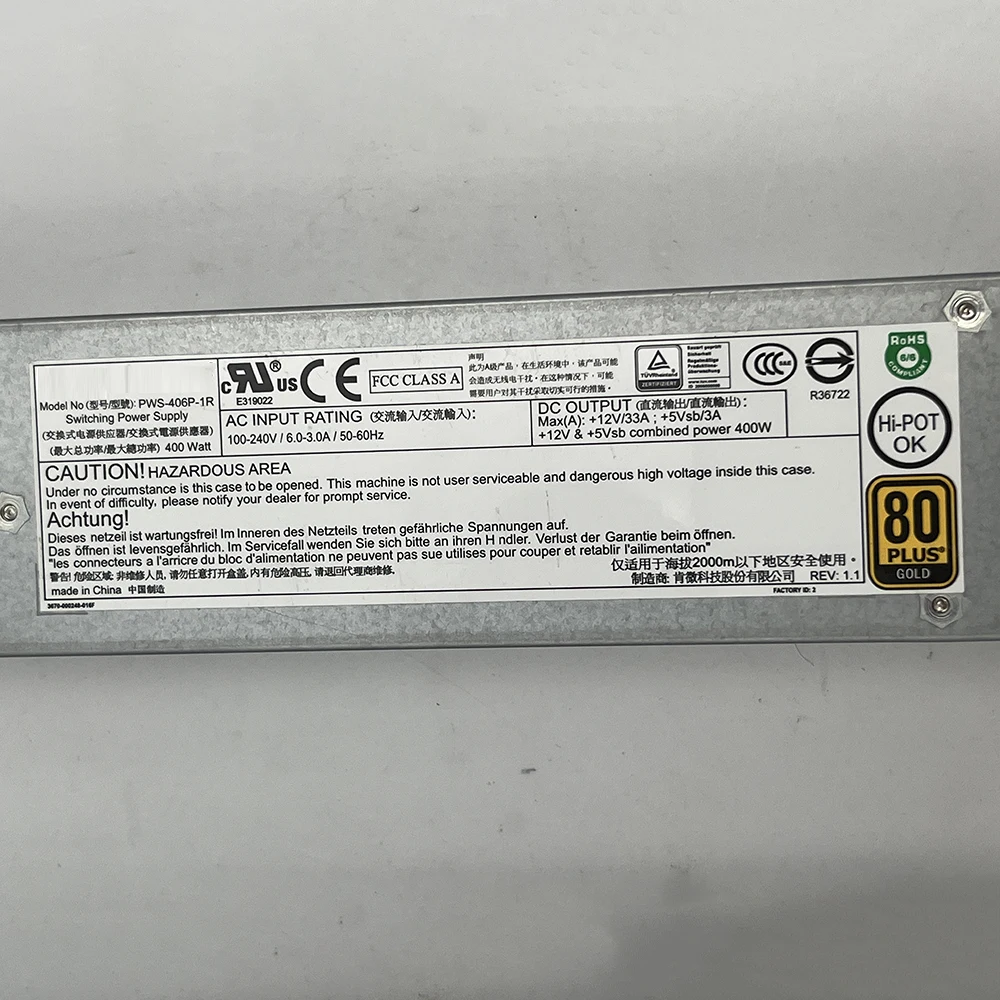 Model No (型号/型號): PWS-406P-1R
Switching Power Supply
(交换式电源供应器/交換式電源供應器)
(最大总功率/最大總功率) 400 Watt
c RU® US CE
E319022
FCC CLASS A
声明
此为A级产品，在生活环境中，该产品可能
会造成无线电干扰。在这种情况下，可能
需要用户对其干扰采取切实可行的措施。
TÜVRheinland
ZERTIFIZIERT
Bauart geprüft
Sicherheit
Regelmäßige
Produktions-
überwachung
CCC S&E
R36722
AC INPUT RATING (交流输入/交流輸入):
100-240V / 6.0-3.0A / 50-60Hz
DC OUTPUT (直流输出/直流輸出):
Max(A): +12V/33A ; +5Vsb/3A
+12V & +5Vsb combined power 400W
RoHS
6/6
COMPLIANT
Hi-POT
OK
80
PLUS®
GOLD
CAUTION! HAZARDOUS AREA
Under no circumstance is this case to be opened. This machine is not user serviceable and dangerous high voltage inside this case.
In event of difficulty, please notify your dealer for prompt service.
Achtung!
Dieses netzeil ist wartungsfrei! Im Inneren des Netzteils treten gefährliche Spannungen auf.
Das öffnen ist levensgefährlich. Im Servicefall wenden Sie sich bitte an ihren H ndler. Verlust der Garantie beim öffnen.
"les connecteurs a l'arricre du bloc d'alimentation ne peuvent pas sue utilises pour couper et retablir l'ailimentation"
警告! 危险区域, 非维修人员, 请勿任意打开盒盖, 内有危险高压, 请退回代理商维修.
仅适用于海拔2000m以下地区安全使用。
made in China 中国制造
制造商: 肯微科技股份有限公司 REV: 1.1
3670-000248-016F
FACTORY ID: 2